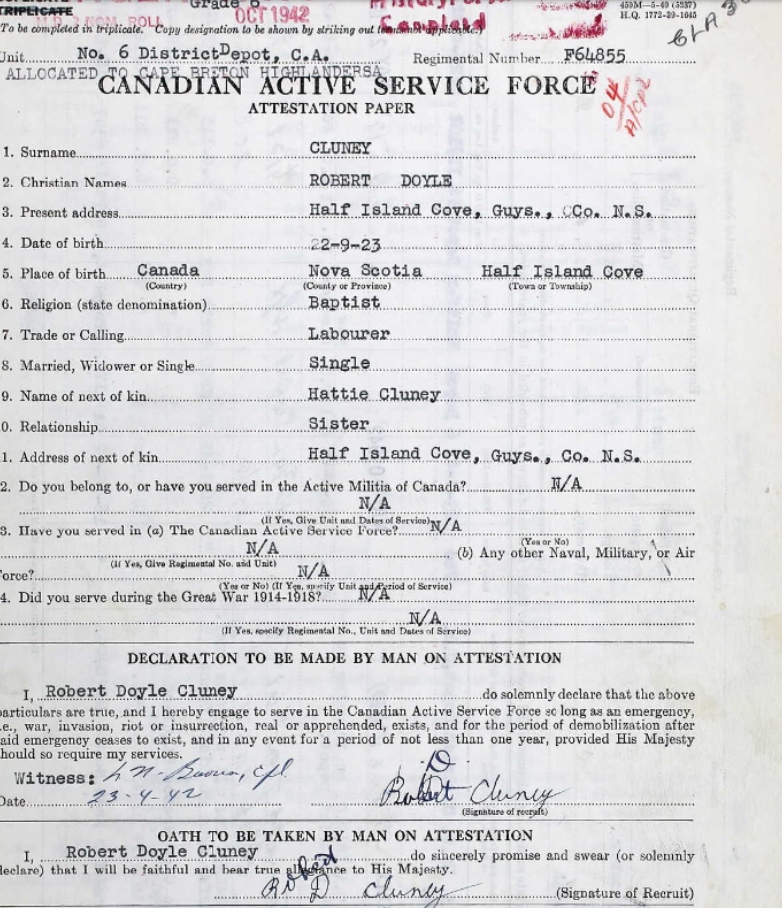 Grade
OCT 1942
TRIPLICATE
ROLL
Completed
450M—5-40 (5237)
H.Q. 1772-39-1045
To be completed in triplicate. Copy designation to be shown by striking out (
Unit No. 6 DistrictDepot, C.A. Regimental Number F64855
ALLOCATED TO CAPE BRETON HIGHLANDERSA
CANADIAN ACTIVE SERVICE FORCE
04
A/Cpl
ATTESTATION PAPER
1. Surname CLUNEY
2. Christian Names ROBERT DOYLE
3. Present address Half Island Cove, Guys., CCo. N.S.
4. Date of birth 22-9-23
5. Place of birth Canada Nova Scotia Half Island Cove
(Country) (County or Province) (Town or Township)
6. Religion (state denomination) Baptist
7. Trade or Calling Labourer
8. Married, Widower or Single Single
9. Name of next of kin Hattie Cluney
0. Relationship Sister
1. Address of next of kin Half Island Cove, Guys., Co. N.S.
2. Do you belong to, or have you served in the Active Militia of Canada? N/A
N/A
(If Yes, Give Unit and Dates of Service)
3. Have you served in (a) The Canadian Active Service Force? N/A
(Yes or No)
N/A (b) Any other Naval, Military, or Air
(If Yes, Give Regimental No. and Unit)
orce? N/A
(Yes or No) (If Yes, specify Unit and Period of Service)
4. Did you serve during the Great War 1914-1918? N/A
N/A
(If Yes, specify Regimental No., Unit and Dates of Service)
DECLARATION TO BE MADE BY MAN ON ATTESTATION
I, Robert Doyle Cluney do solemnly declare that the above
particulars are true, and I hereby engage to serve in the Canadian Active Service Force so long as an emergency,
i.e., war, invasion, riot or insurrection, real or apprehended, exists, and for the period of demobilization after
said emergency ceases to exist, and in any event for a period of not less than one year, provided His Majesty
should so require my services.
Witness: Cpl.
D.
Date 23-4-42 Robert Cluney
(Signature of recruit)
OATH TO BE TAKEN BY MAN ON ATTESTATION
I, Robert Doyle Cluney do sincerely promise and swear (or solemnly
declare) that I will be faithful and bear true allegiance to His Majesty.
Robert D Cluney (Signature of Recruit)